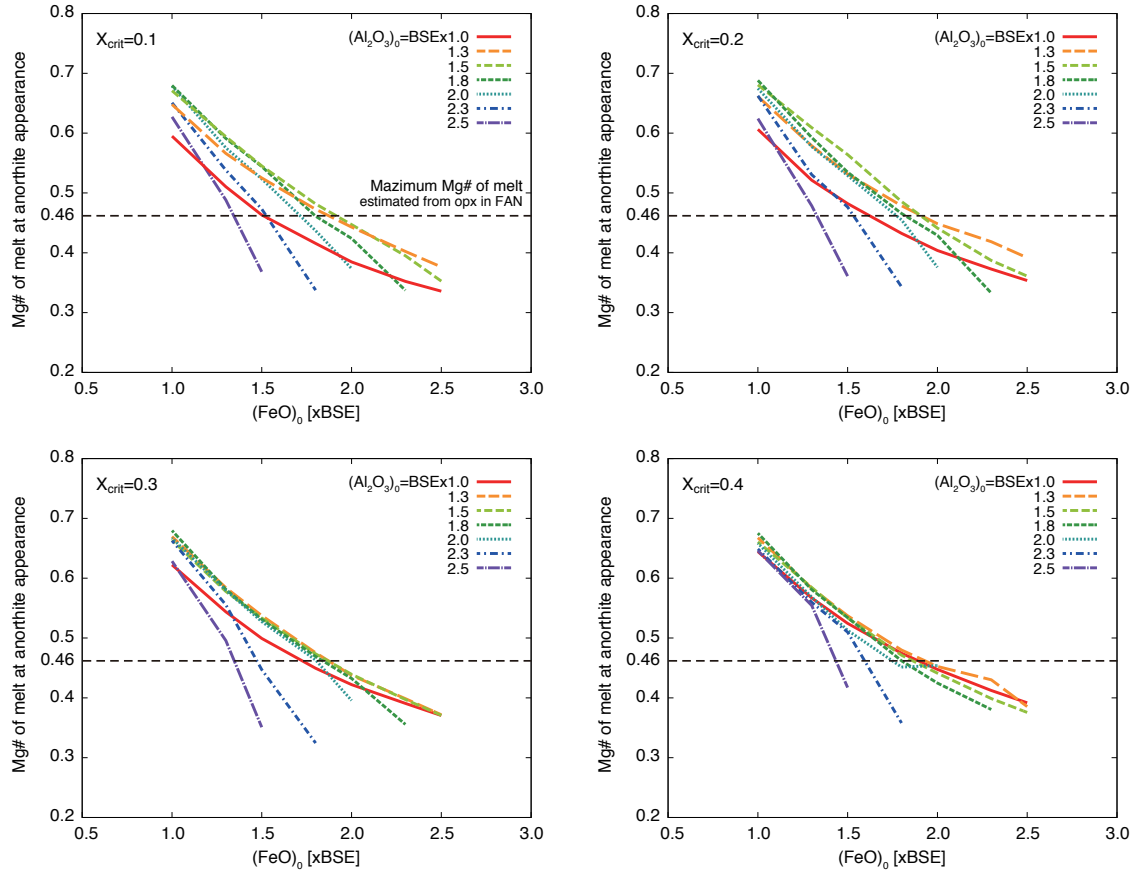 X_crit=0.1
(Al2O3)0=BSEx1.0
1.3
1.5
1.8
2.0
2.3
2.5
Mazimum Mg# of melt
estimated from opx in FAN
0.8
0.7
0.6
0.5
0.46
0.4
0.3
0.2
0.5 1.0 1.5 2.0 2.5 3.0
Mg# of melt at anorthite appearance
(FeO)0 [xBSE]
X_crit=0.2
(Al2O3)0=BSEx1.0
1.3
1.5
1.8
2.0
2.3
2.5
0.8
0.7
0.6
0.5
0.46
0.4
0.3
0.2
0.5 1.0 1.5 2.0 2.5 3.0
Mg# of melt at anorthite appearance
(FeO)0 [xBSE]
X_crit=0.3
(Al2O3)0=BSEx1.0
1.3
1.5
1.8
2.0
2.3
2.5
0.8
0.7
0.6
0.5
0.46
0.4
0.3
0.2
0.5 1.0 1.5 2.0 2.5 3.0
Mg# of melt at anorthite appearance
(FeO)0 [xBSE]
X_crit=0.4
(Al2O3)0=BSEx1.0
1.3
1.5
1.8
2.0
2.3
2.5
0.8
0.7
0.6
0.5
0.46
0.4
0.3
0.2
0.5 1.0 1.5 2.0 2.5 3.0
Mg# of melt at anorthite appearance
(FeO)0 [xBSE]